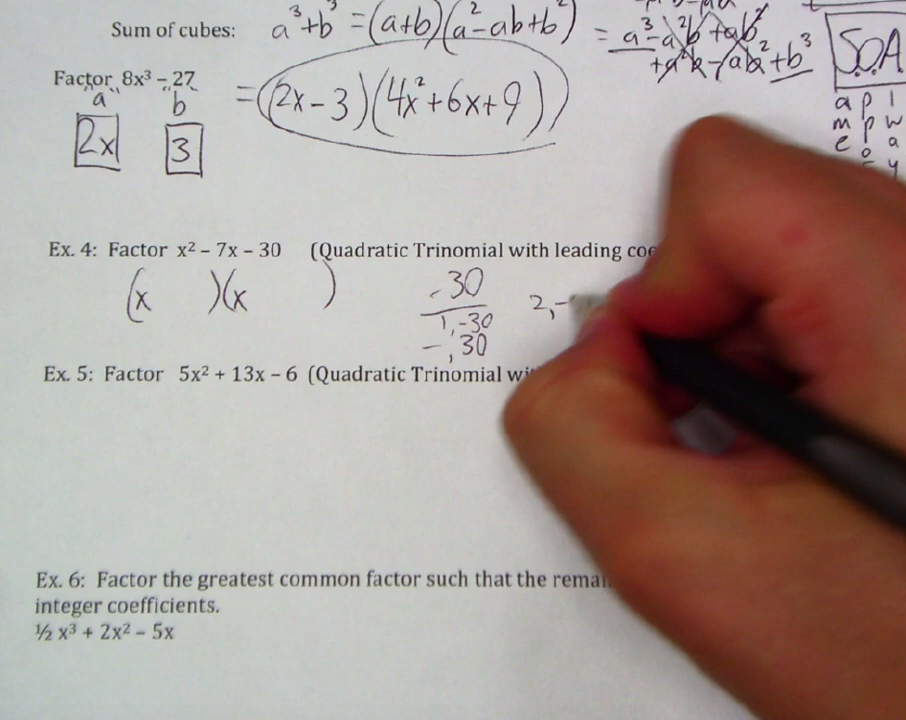 Sum of cubes: a³+b³ = (a+b)(a²-ab+b²) = a³-a²b+ab²
+a²b-ab²+b³
SOA
Factor 8x³ – 27 = (2x-3)(4x²+6x+9)
"a" "b"
2x 3
a p l
m p w
e o a
y
Ex. 4: Factor x² – 7x – 30 (Quadratic Trinomial with leading
(x )(x ) -30 2,-
1,-30
-,30
Ex. 5: Factor 5x² + 13x – 6 (Quadratic Trinomial
Ex. 6: Factor the greatest common factor such that the
integer coefficients.
½ x³ + 2x² – 5x